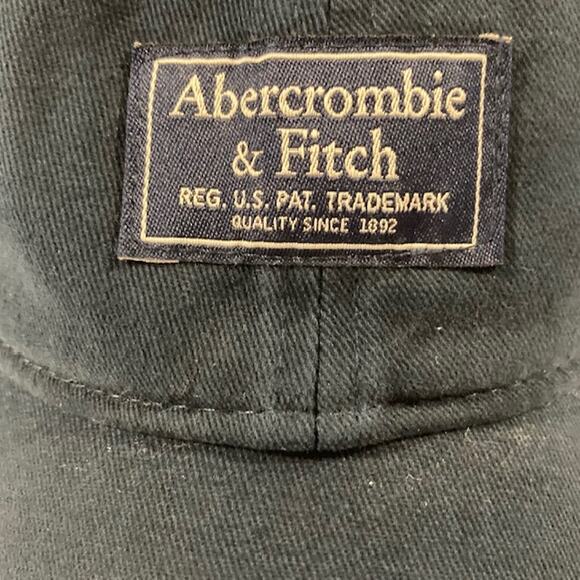 Abercrombie
& Fitch
REG. U.S. PAT. TRADEMARK
QUALITY SINCE 1892